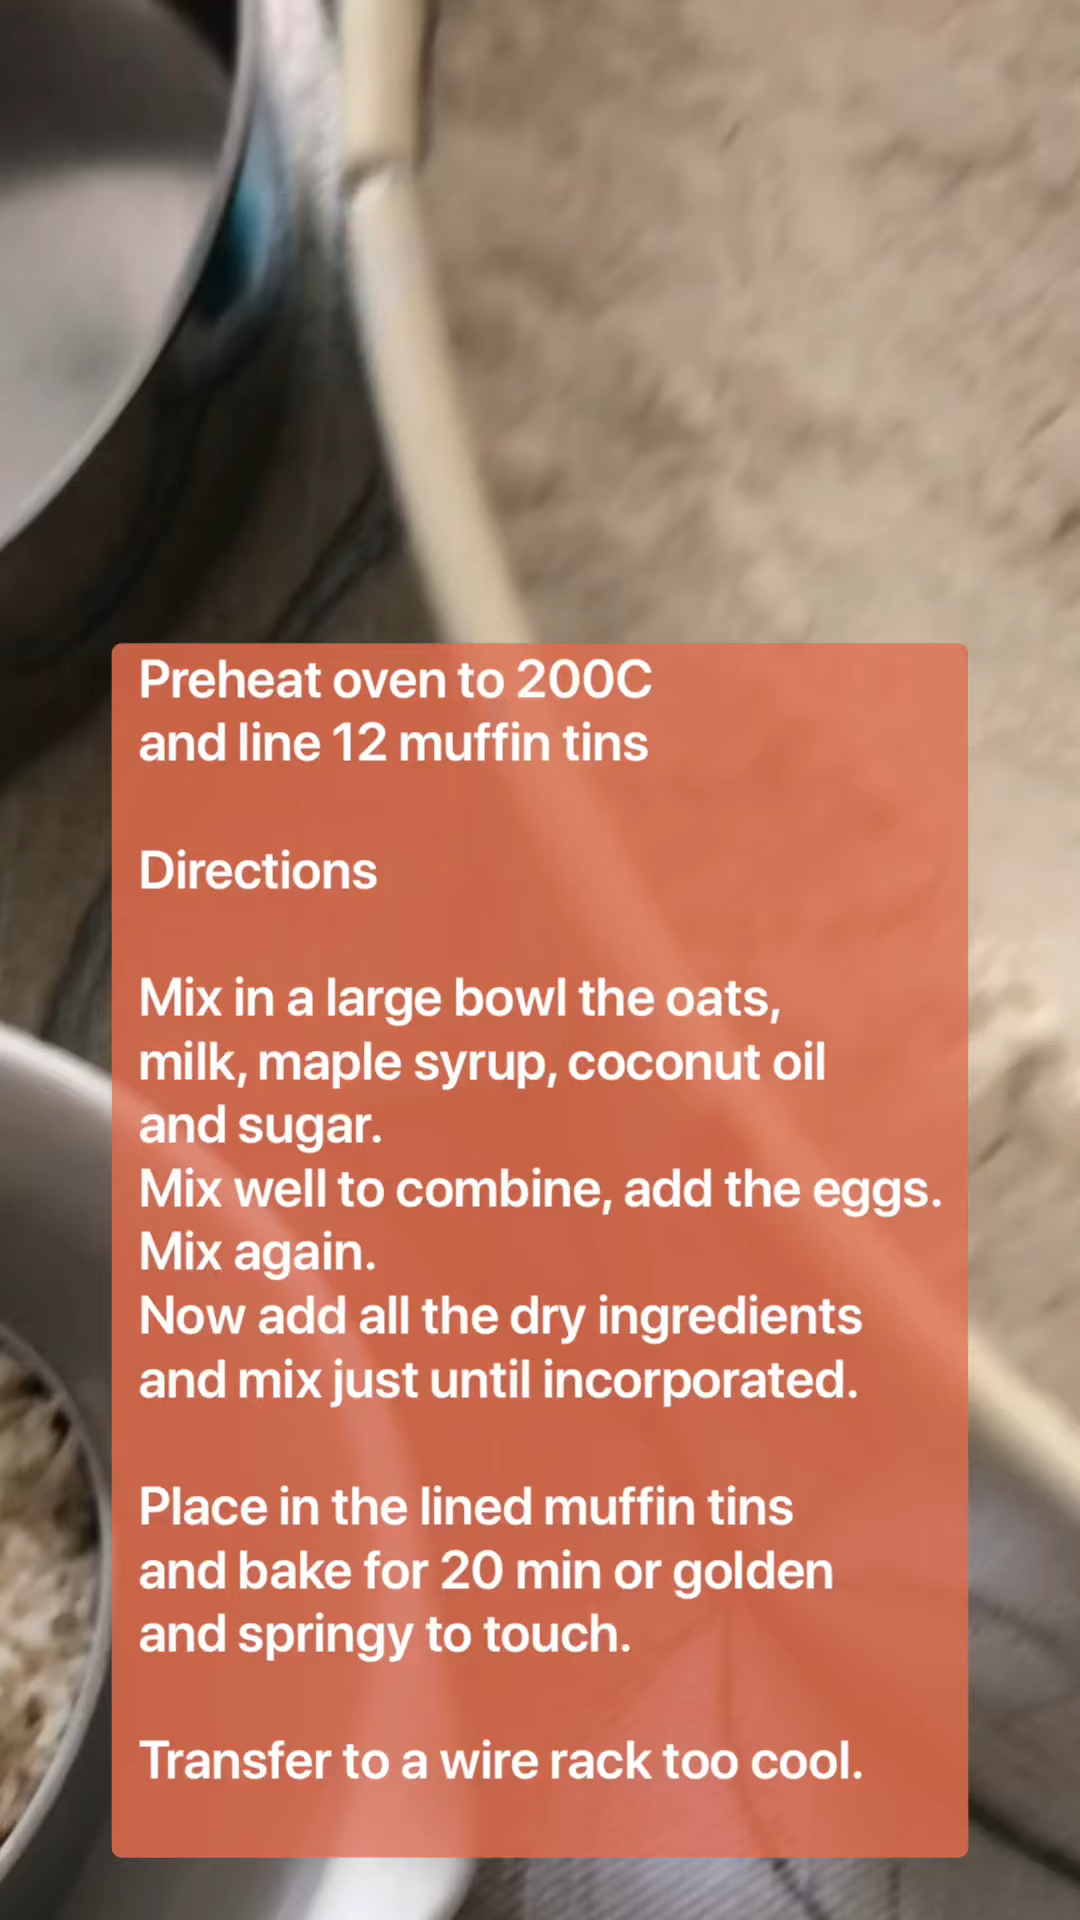 Preheat oven to 200C
and line 12 muffin tins
Directions
Mix in a large bowl the oats,
milk, maple syrup, coconut oil
and sugar.
Mix well to combine, add the eggs.
Mix again.
Now add all the dry ingredients
and mix just until incorporated.
Place in the lined muffin tins
and bake for 20 min or golden
and springy to touch.
Transfer to a wire rack too cool.